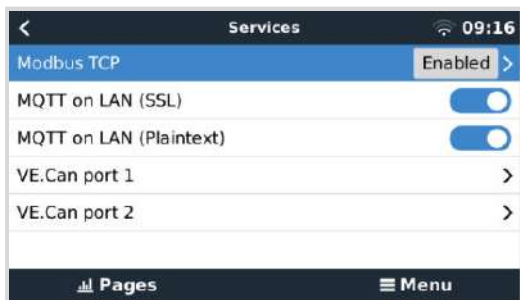 Services 09:16
Modbus TCP Enabled
MQTT on LAN (SSL)
MQTT on LAN (Plaintext)
VE.Can port 1
VE.Can port 2
Pages Menu